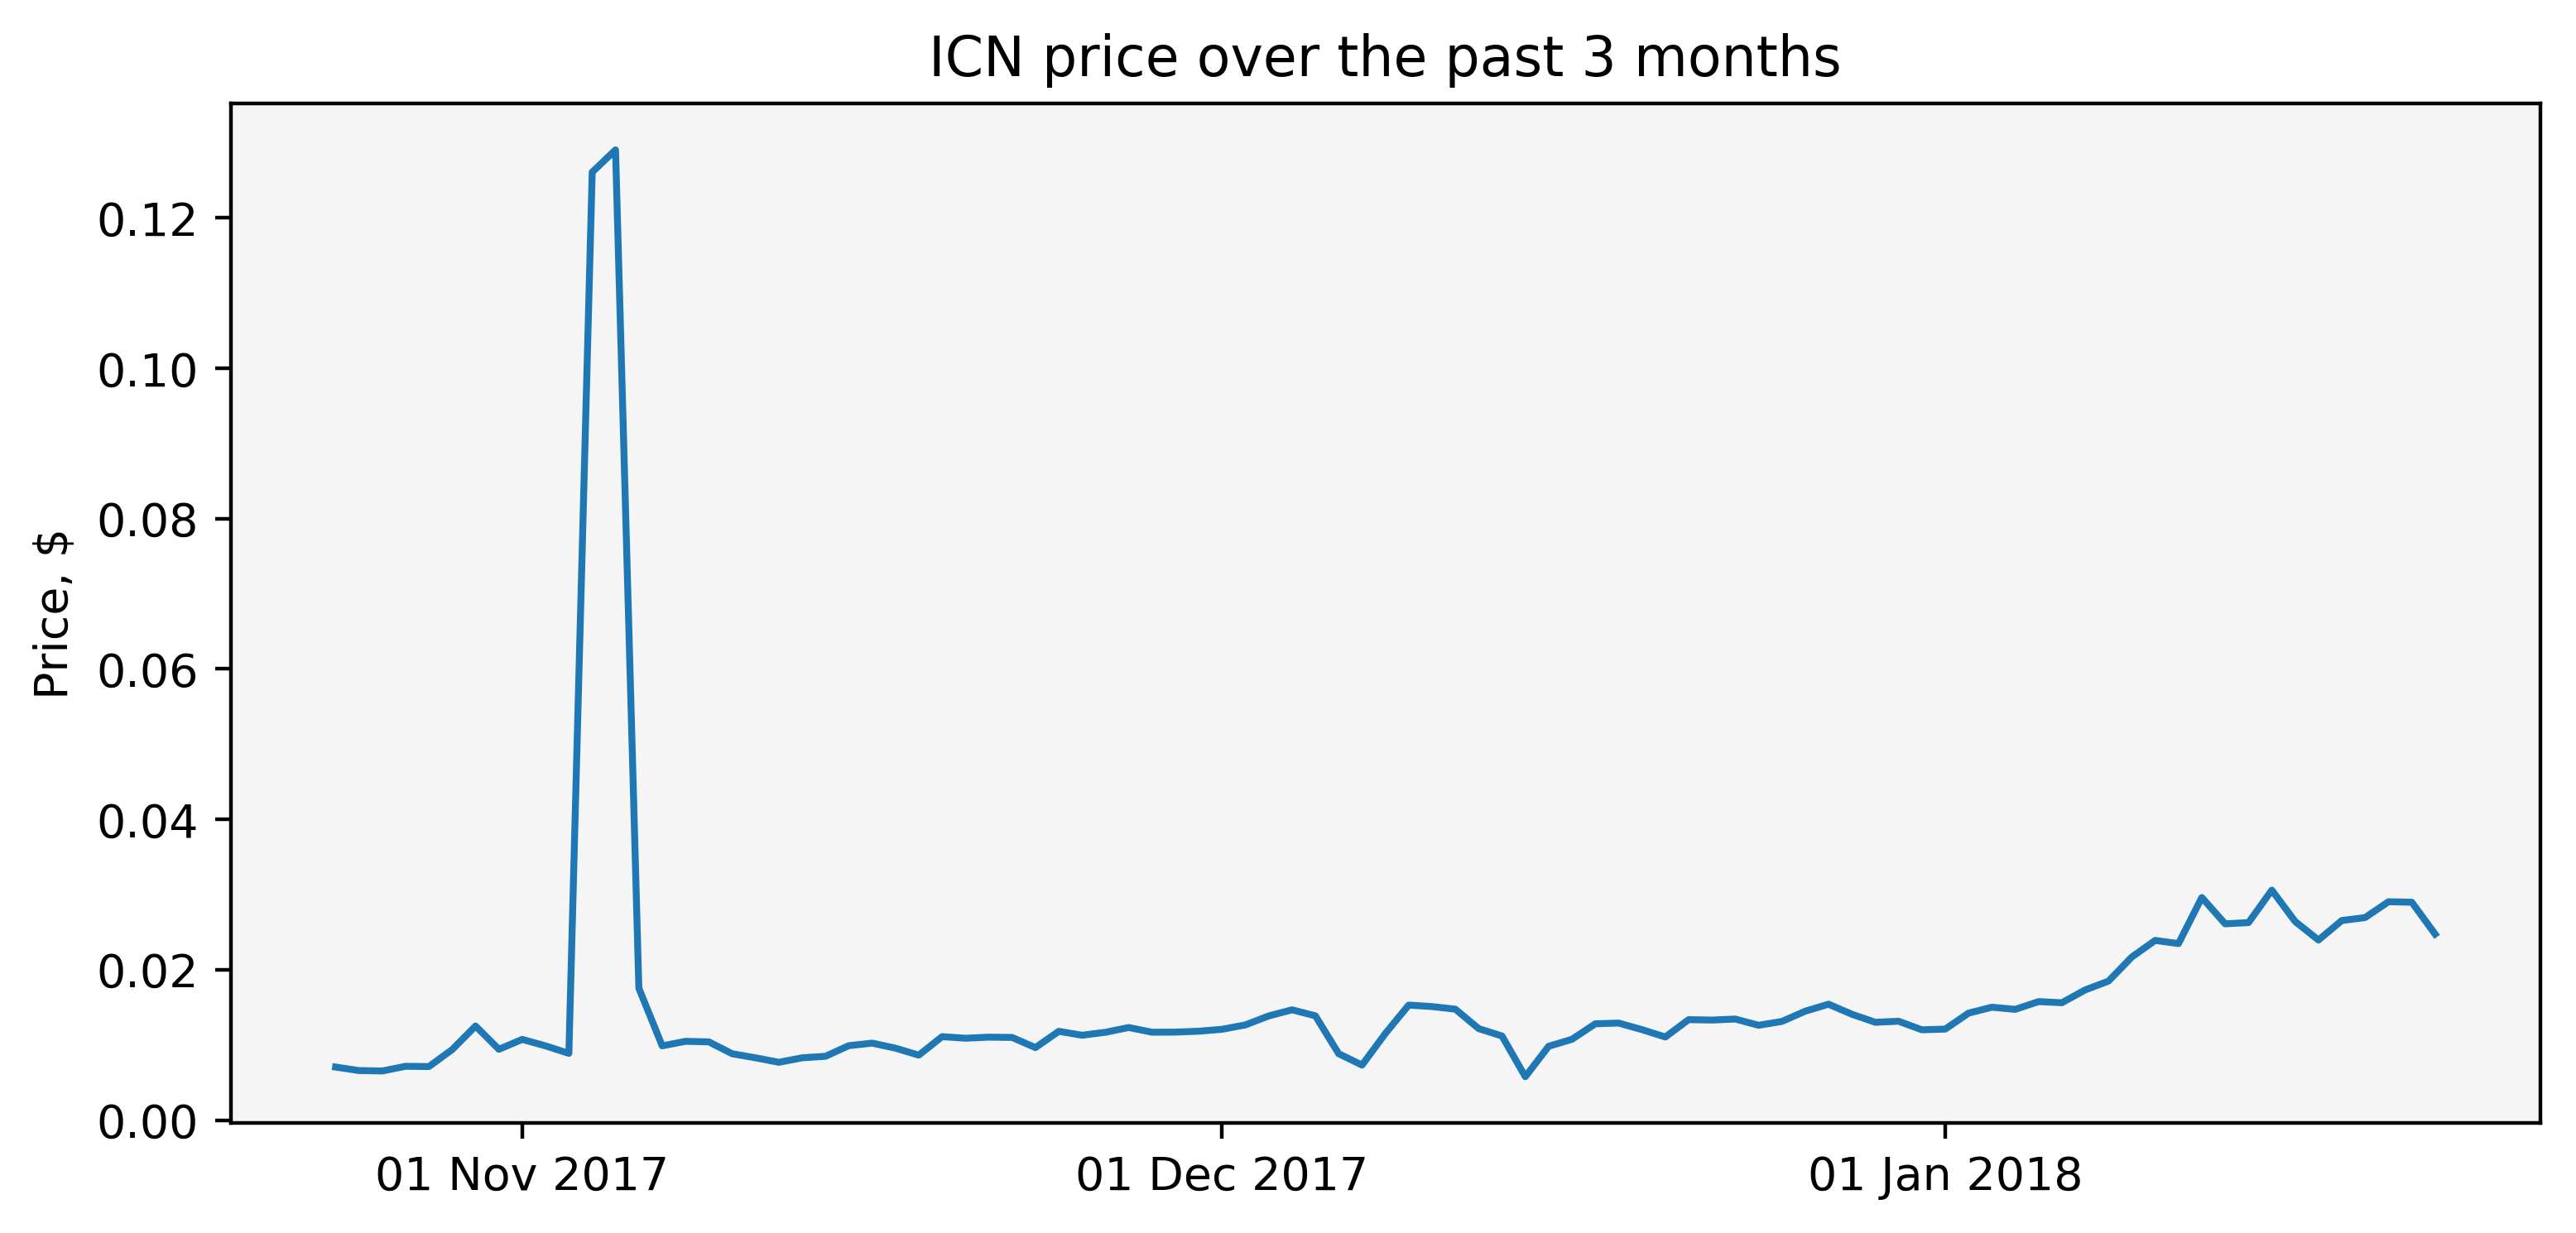 ICN price over the past 3 months
Price, $
0.12
0.10
0.08
0.06
0.04
0.02
0.00
01 Nov 2017
01 Dec 2017
01 Jan 2018